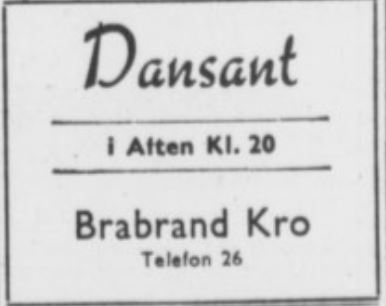 Dansant
i Aften Kl. 20
Brabrand Kro
Telefon 26